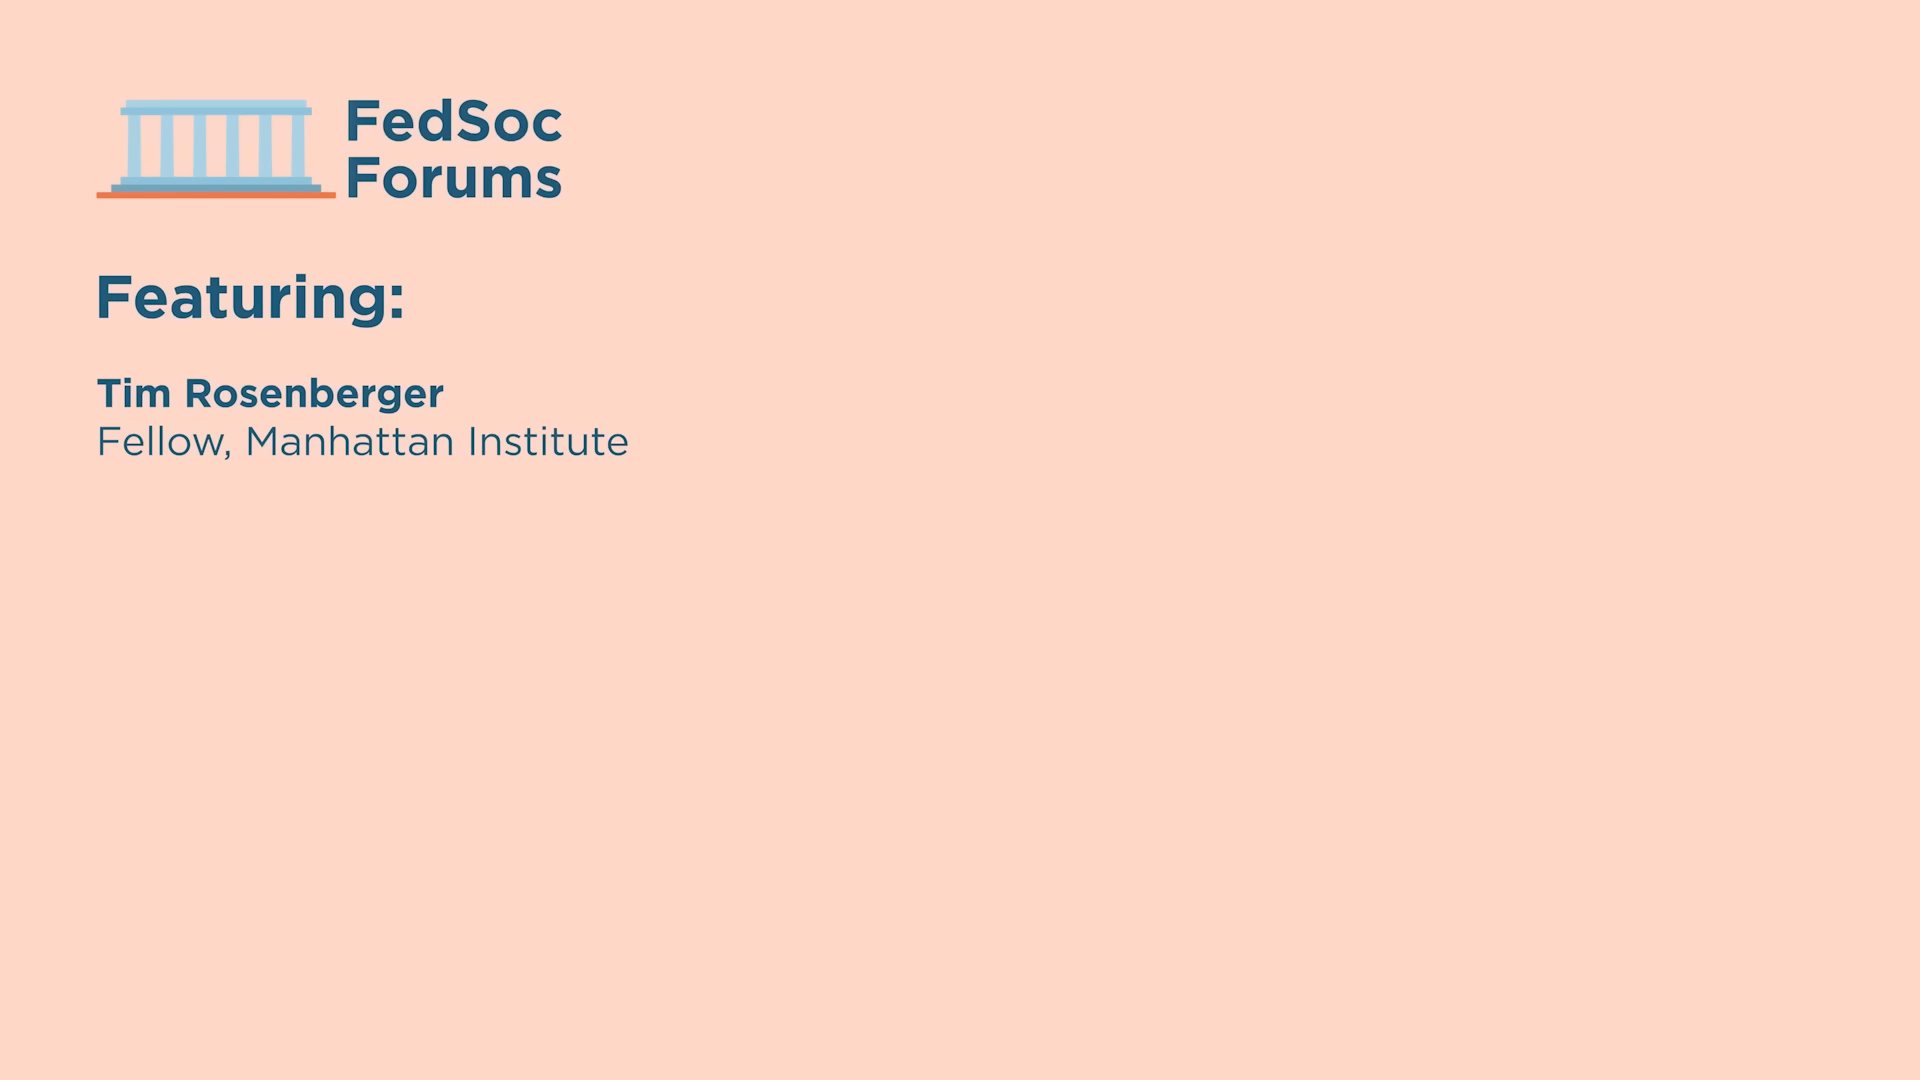 FedSoc
Forums
Featuring:
Tim Rosenberger
Fellow, Manhattan Institute